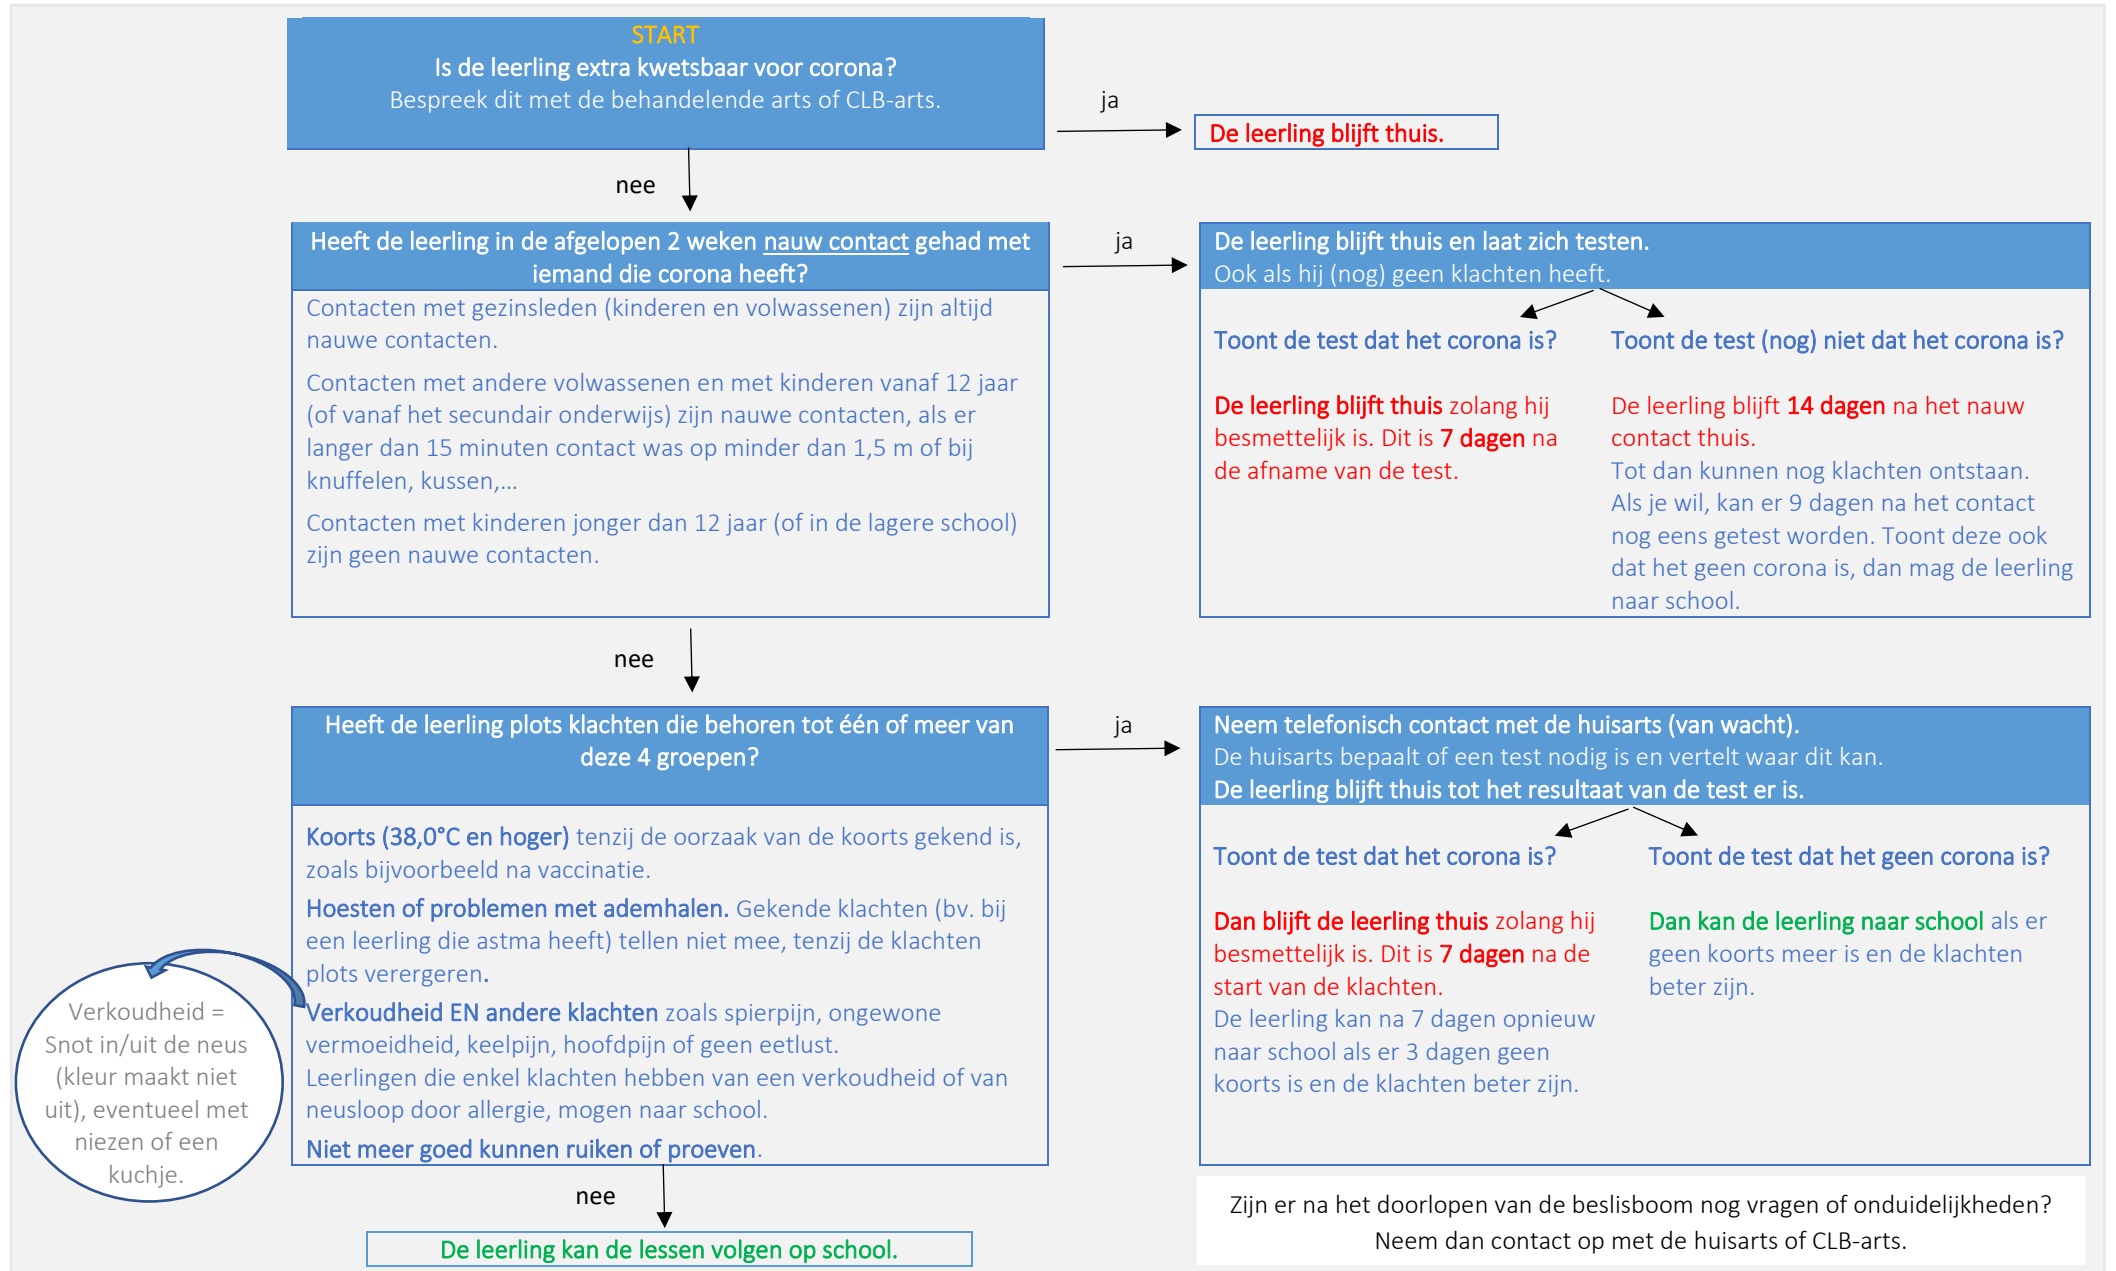 START
Is de leerling extra kwetsbaar voor corona?
Bespreek dit met de behandelende arts of CLB-arts.
ja
De leerling blijft thuis.
nee
Heeft de leerling in de afgelopen 2 weken nauw contact gehad met
iemand die corona heeft?
Contacten met gezinsleden (kinderen en volwassenen) zijn altijd
nauwe contacten.
Contacten met andere volwassenen en met kinderen vanaf 12 jaar
(of vanaf het secundair onderwijs) zijn nauwe contacten, als er
langer dan 15 minuten contact was op minder dan 1,5 m of bij
knuffelen, kussen,...
Contacten met kinderen jonger dan 12 jaar (of in de lagere school)
zijn geen nauwe contacten.
ja
De leerling blijft thuis en laat zich testen.
Ook als hij (nog) geen klachten heeft.
Toont de test dat het corona is?
De leerling blijft thuis zolang hij
besmettelijk is. Dit is 7 dagen na
de afname van de test.
Toont de test (nog) niet dat het corona is?
De leerling blijft 14 dagen na het nauw
contact thuis.
Tot dan kunnen nog klachten ontstaan.
Als je wil, kan er 9 dagen na het contact
nog eens getest worden. Toont deze ook
dat het geen corona is, dan mag de leerling
naar school.
nee
Heeft de leerling plots klachten die behoren tot één of meer van
deze 4 groepen?
Koorts (38,0°C en hoger) tenzij de oorzaak van de koorts gekend is,
zoals bijvoorbeeld na vaccinatie.
Hoesten of problemen met ademhalen. Gekende klachten (bv. bij
een leerling die astma heeft) tellen niet mee, tenzij de klachten
plots verergeren.
Verkoudheid EN andere klachten zoals spierpijn, ongewone
vermoeidheid, keelpijn, hoofdpijn of geen eetlust.
Leerlingen die enkel klachten hebben van een verkoudheid of van
neusloop door allergie, mogen naar school.
Niet meer goed kunnen ruiken of proeven.
Verkoudheid =
Snot in/uit de neus
(kleur maakt niet
uit), eventueel met
niezen of een
kuchje.
ja
Neem telefonisch contact met de huisarts (van wacht).
De huisarts bepaalt of een test nodig is en vertelt waar dit kan.
De leerling blijft thuis tot het resultaat van de test er is.
Toont de test dat het corona is?
Dan blijft de leerling thuis zolang hij
besmettelijk is. Dit is 7 dagen na de
start van de klachten.
De leerling kan na 7 dagen opnieuw
naar school als er 3 dagen geen
koorts is en de klachten beter zijn.
Toont de test dat het geen corona is?
Dan kan de leerling naar school als er
geen koorts meer is en de klachten
beter zijn.
nee
De leerling kan de lessen volgen op school.
Zijn er na het doorlopen van de beslisboom nog vragen of onduidelijkheden?
Neem dan contact op met de huisarts of CLB-arts.